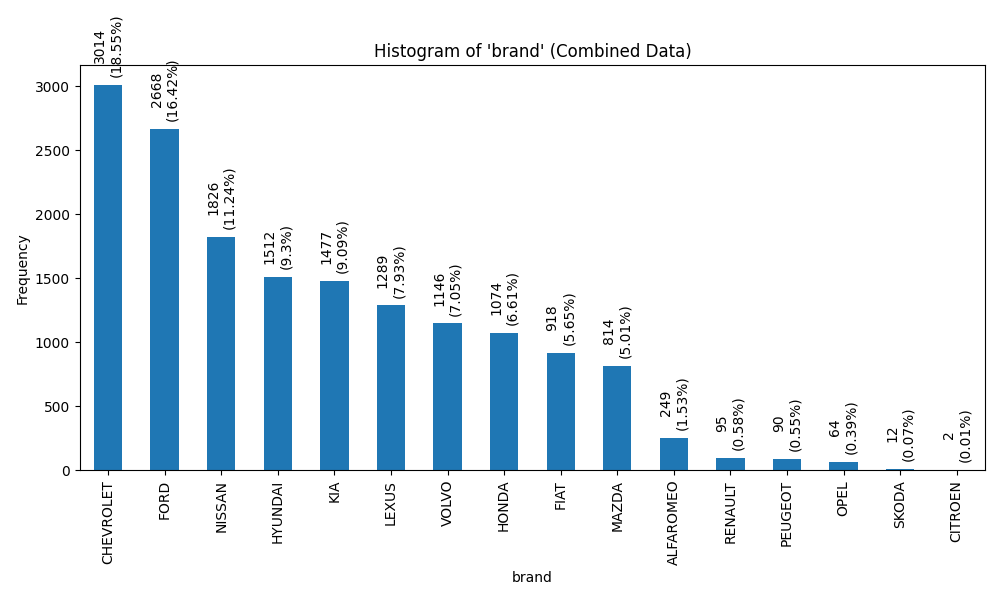 Histogram of 'brand' (Combined Data)
3014
(18.55%)
2668
(16.42%)
1826
(11.24%)
1512
(9.3%)
1477
(9.09%)
1289
(7.93%)
1146
(7.05%)
1074
(6.61%)
918
(5.65%)
814
(5.01%)
249
(1.53%)
95
(0.58%)
90
(0.55%)
64
(0.39%)
12
(0.07%)
2
(0.01%)
Frequency
3000
2500
2000
1500
1000
500
0
CHEVROLET
FORD
NISSAN
HYUNDAI
KIA
LEXUS
VOLVO
HONDA
FIAT
MAZDA
ALFAROMEO
RENAULT
PEUGEOT
OPEL
SKODA
CITROEN
brand